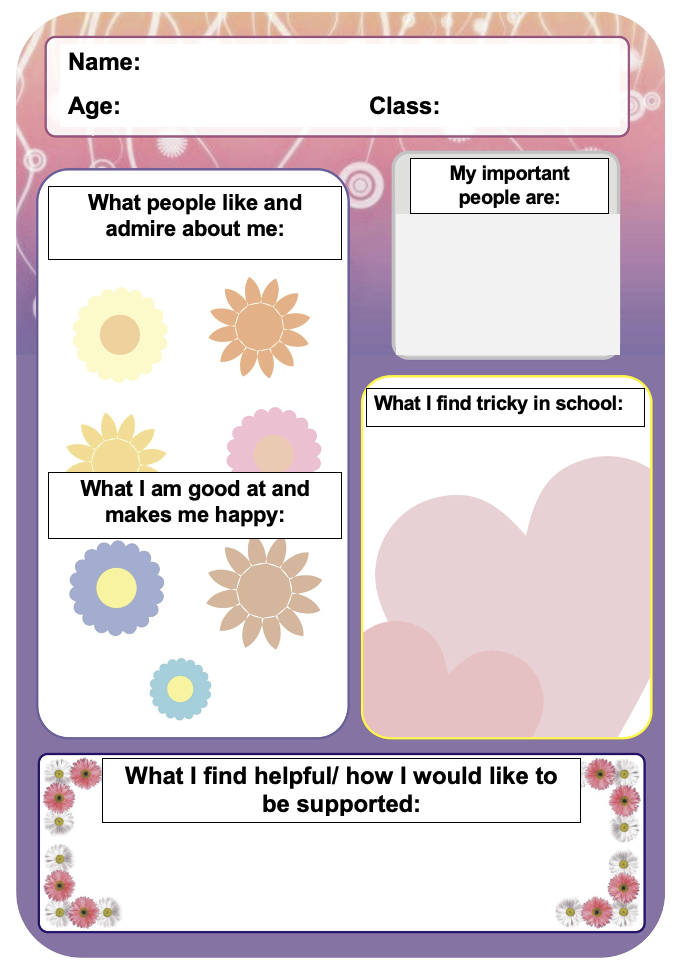 Name:
Age: Class:
What people like and
admire about me:
My important
people are:
What I find tricky in school:
What I am good at and
makes me happy:
What I find helpful/ how I would like to
be supported: